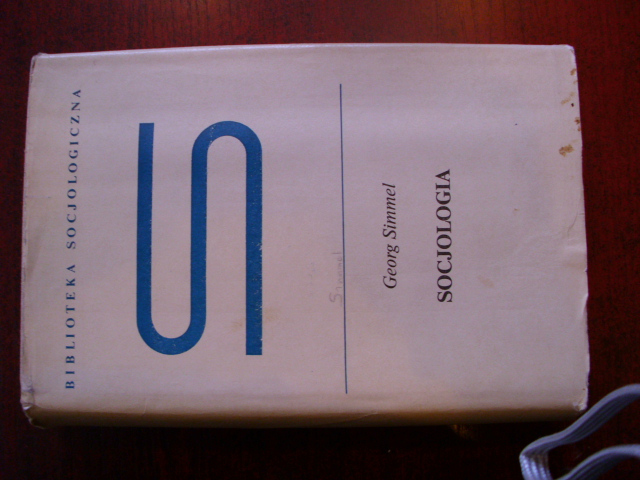 BIBLIOTEKA SOCJOLOGICZNA
S
Georg Simmel
SOCJOLOGIA